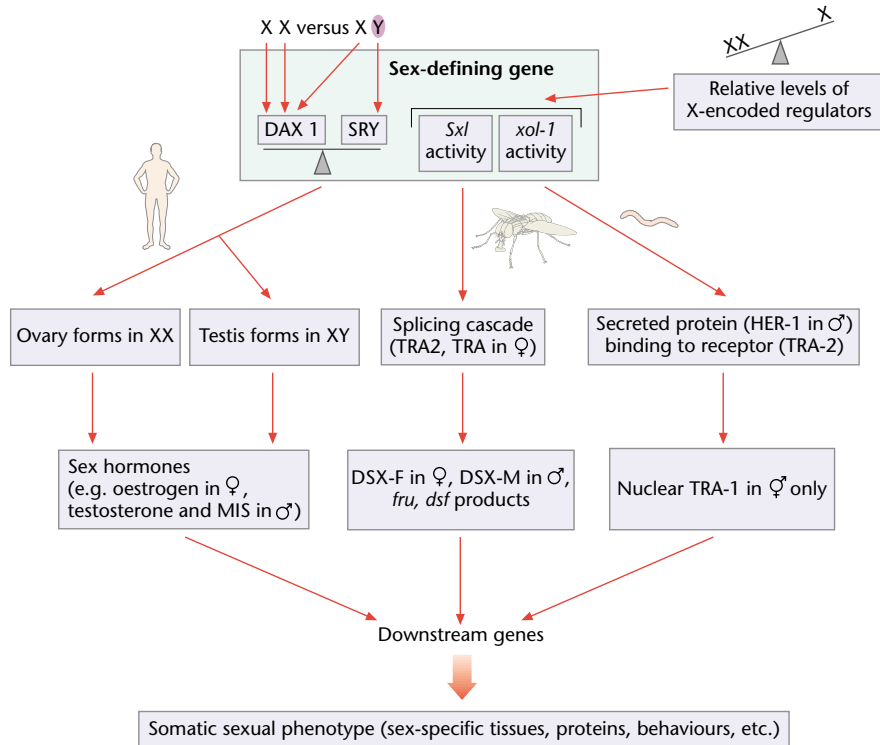 X X versus X Y
XX
X
Sex-defining gene
Relative levels of
X-encoded regulators
DAX 1
SRY
Sxl
activity
xol-1
activity
Ovary forms in XX
Testis forms in XY
Splicing cascade
(TRA2, TRA in ♀)
Secreted protein (HER-1 in ♂)
binding to receptor (TRA-2)
Sex hormones
(e.g. oestrogen in ♀,
testosterone and MIS in ♂)
DSX-F in ♀, DSX-M in ♂,
fru, dsf products
Nuclear TRA-1 in ⚥ only
Downstream genes
Somatic sexual phenotype (sex-specific tissues, proteins, behaviours, etc.)